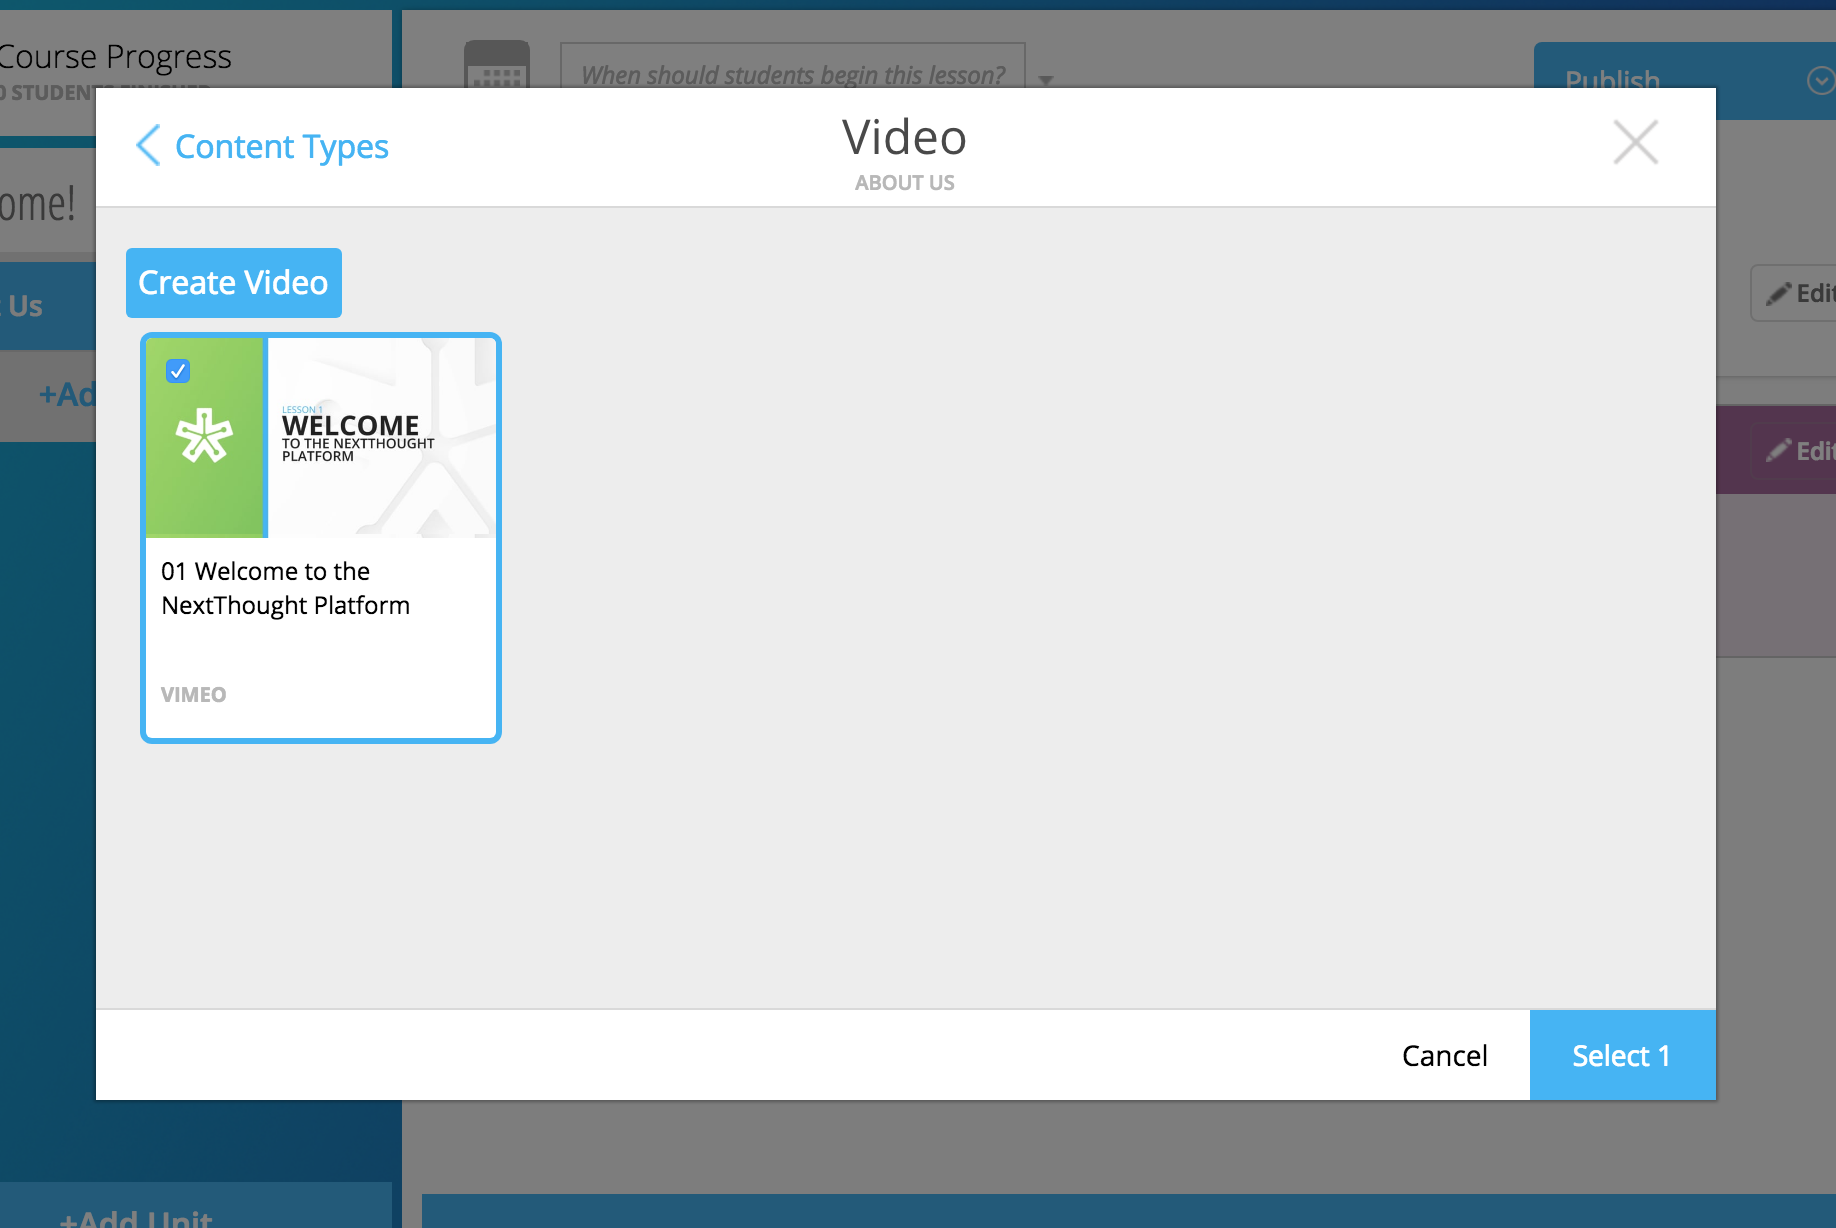 Course Progress
0 STUDENTS FINISHED
When should students begin this lesson?
Publish
Content Types
Video
ABOUT US
ome!
Create Video
Us
Edit
+Ad
LESSON 1
WELCOME
TO THE NEXTTHOUGHT
PLATFORM
Edit
01 Welcome to the
NextThought Platform
VIMEO
Cancel
Select 1
+Add Unit